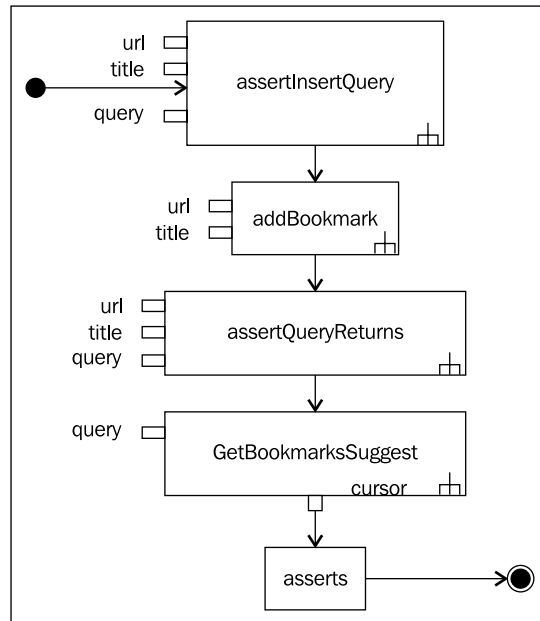 url
title
assertInsertQuery
query
url
addBookmark
title
url
title
assertQueryReturns
query
query
GetBookmarksSuggest
cursor
asserts